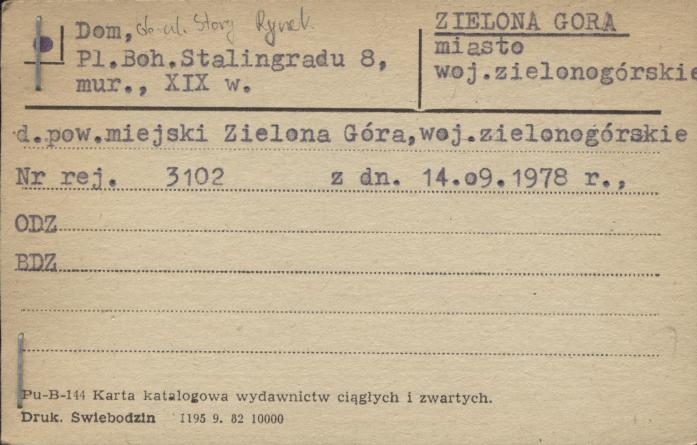 Dom, ob. ul. Stary Rynek
Pl.Boh.Stalingradu 8,
mur., XIX w.
ZIELONA GORA
miasto
woj.zielonogórskie
d.pow.miejski Zielona Góra,woj.zielonogórskie
Nr rej. 3102 z dn. 14.o9.1978 r.,
ODZ
BDZ
Pu-B-144 Karta katalogowa wydawnictw ciągłych i zwartych.
Druk. Swiebodzin 1195 9. 82 10000